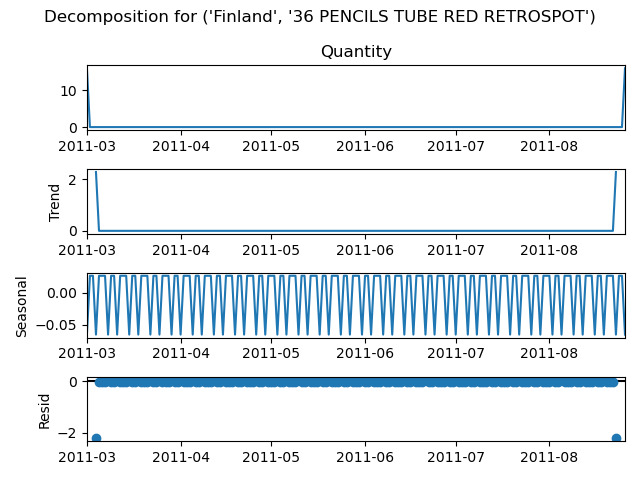 Decomposition for ('Finland', '36 PENCILS TUBE RED RETROSPOT')
Quantity
10
0
2011-03 2011-04 2011-05 2011-06 2011-07 2011-08
Trend
2
0
2011-03 2011-04 2011-05 2011-06 2011-07 2011-08
Seasonal
0.00
−0.05
2011-03 2011-04 2011-05 2011-06 2011-07 2011-08
Resid
0
−2
2011-03 2011-04 2011-05 2011-06 2011-07 2011-08